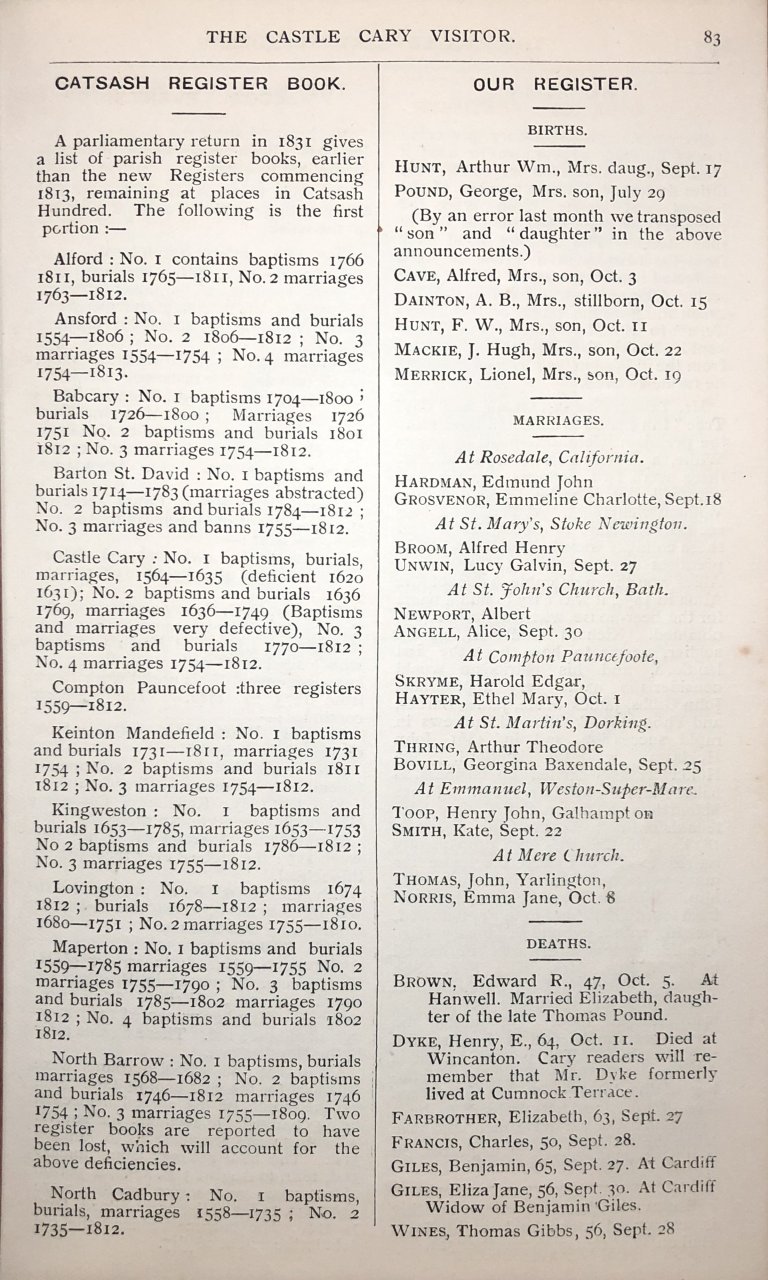 THE CASTLE CARY VISITOR. 83
CATSASH REGISTER BOOK.
A parliamentary return in 1831 gives
a list of parish register books, earlier
than the new Registers commencing
1813, remaining at places in Catsash
Hundred. The following is the first
portion :—
Alford : No. 1 contains baptisms 1766
1811, burials 1765—1811, No. 2 marriages
1763—1812.
Ansford : No. 1 baptisms and burials
1554—1806 ; No. 2 1806—1812 ; No. 3
marriages 1554—1754 ; No. 4 marriages
1754—1813.
Babcary : No. 1 baptisms 1704—1800 ;
burials 1726—1800 ; Marriages 1726
1751 No. 2 baptisms and burials 1801
1812 ; No. 3 marriages 1754—1812.
Barton St. David : No. 1 baptisms and
burials 1714—1783 (marriages abstracted)
No. 2 baptisms and burials 1784—1812 ;
No. 3 marriages and banns 1755—1812.
Castle Cary : No. 1 baptisms, burials,
marriages, 1564—1635 (deficient 1620
1631); No. 2 baptisms and burials 1636
1769, marriages 1636—1749 (Baptisms
and marriages very defective), No. 3
baptisms and burials 1770—1812 ;
No. 4 marriages 1754—1812.
Compton Pauncefoot :three registers
1559—1812.
Keinton Mandefield : No. 1 baptisms
and burials 1731—1811, marriages 1731
1754 ; No. 2 baptisms and burials 1811
1812 ; No. 3 marriages 1754—1812.
Kingweston : No. 1 baptisms and
burials 1653—1785, marriages 1653—1753
No 2 baptisms and burials 1786—1812 ;
No. 3 marriages 1755—1812.
Lovington : No. 1 baptisms 1674
1812 ; burials 1678—1812 ; marriages
1680—1751 ; No. 2 marriages 1755—1810.
Maperton : No. 1 baptisms and burials
1559—1785 marriages 1559—1755 No. 2
marriages 1755—1790 ; No. 3 baptisms
and burials 1785—1802 marriages 1790
1812 ; No. 4 baptisms and burials 1802
1812.
North Barrow : No. 1 baptisms, burials
marriages 1568—1682 ; No. 2 baptisms
and burials 1746—1812 marriages 1746
1754 ; No. 3 marriages 1755—1809. Two
register books are reported to have
been lost, which will account for the
above deficiencies.
North Cadbury : No. 1 baptisms,
burials, marriages 1558—1735 ; No. 2
1735—1812.
OUR REGISTER.
BIRTHS.
HUNT, Arthur Wm., Mrs. daug., Sept. 17
POUND, George, Mrs. son, July 29
(By an error last month we transposed
"son" and "daughter" in the above
announcements.)
CAVE, Alfred, Mrs., son, Oct. 3
DAINTON, A. B., Mrs., stillborn, Oct. 15
HUNT, F. W., Mrs., son, Oct. 11
MACKIE, J. Hugh, Mrs., son, Oct. 22
MERRICK, Lionel, Mrs., son, Oct. 19
MARRIAGES.
At Rosedale, California.
HARDMAN, Edmund John
GROSVENOR, Emmeline Charlotte, Sept. 18
At St. Mary's, Stoke Newington.
BROOM, Alfred Henry
UNWIN, Lucy Galvin, Sept. 27
At St. John's Church, Bath.
NEWPORT, Albert
ANGELL, Alice, Sept. 30
At Compton Pauncefoote,
SKRYME, Harold Edgar,
HAYTER, Ethel Mary, Oct. 1
At St. Martin's, Dorking.
THRING, Arthur Theodore
BOVILL, Georgina Baxendale, Sept. 25
At Emmanuel, Weston-Super-Mare.
TOOP, Henry John, Galhampton
SMITH, Kate, Sept. 22
At Mere Church.
THOMAS, John, Yarlington,
NORRIS, Emma Jane, Oct. 8
DEATHS.
BROWN, Edward R., 47, Oct. 5. At
Hanwell. Married Elizabeth, daugh-
ter of the late Thomas Pound.
DYKE, Henry, E., 64, Oct. 11. Died at
Wincanton. Cary readers will re-
member that Mr. Dyke formerly
lived at Cumnock Terrace.
FARBROTHER, Elizabeth, 63, Sept. 27
FRANCIS, Charles, 50, Sept. 28.
GILES, Benjamin, 65, Sept. 27. At Cardiff
GILES, Eliza Jane, 56, Sept. 30. At Cardiff
Widow of Benjamin Giles.
WINES, Thomas Gibbs, 56, Sept. 28